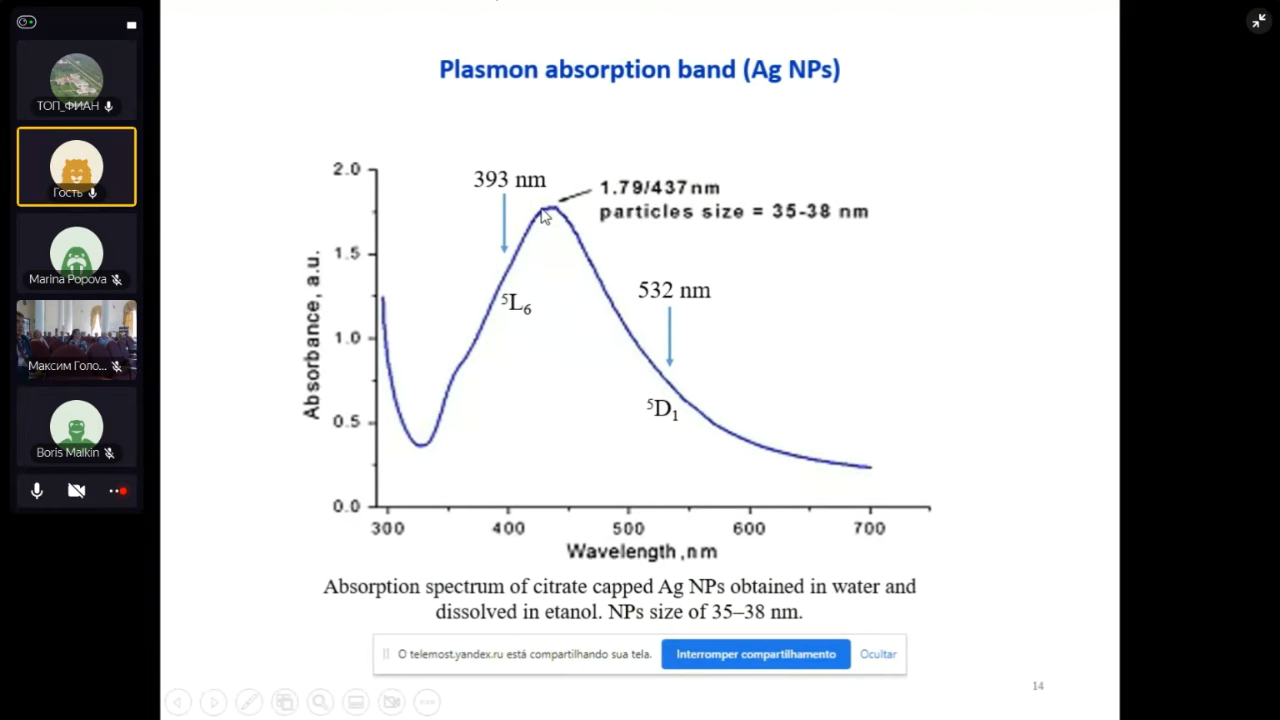 ТОП_ФИАН
Гость
Marina Popova
Максим Голо...
Boris Malkin
Plasmon absorption band (Ag NPs)
2.0
1.5
1.0
0.5
0.0
Absorbance, a.u.
393 nm
1.79/437nm
particles size = 35-38 nm
532 nm
⁵L₆
⁵D₁
300 400 500 600 700
Wavelength ,nm
Absorption spectrum of citrate capped Ag NPs obtained in water and
dissolved in etanol. NPs size of 35–38 nm.
O telemost.yandex.ru está compartilhando sua tela. Interromper compartilhamento Ocultar
14